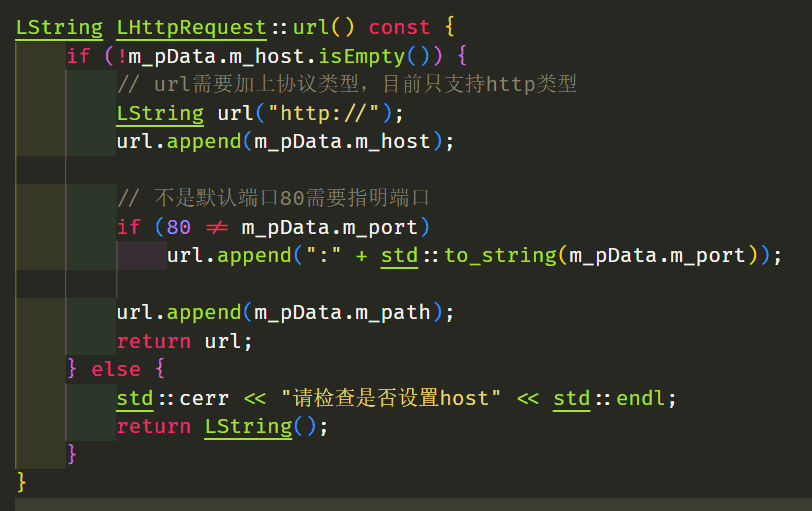 LString LHttpRequest::url() const {
    if (!m_pData.m_host.isEmpty()) {
        // url需要加上协议类型，目前只支持http类型
        LString url("http://");
        url.append(m_pData.m_host);

        // 不是默认端口80需要指明端口
        if (80 != m_pData.m_port)
            url.append(":" + std::to_string(m_pData.m_port));

        url.append(m_pData.m_path);
        return url;
    } else {
        std::cerr << "请检查是否设置host" << std::endl;
        return LString();
    }
}